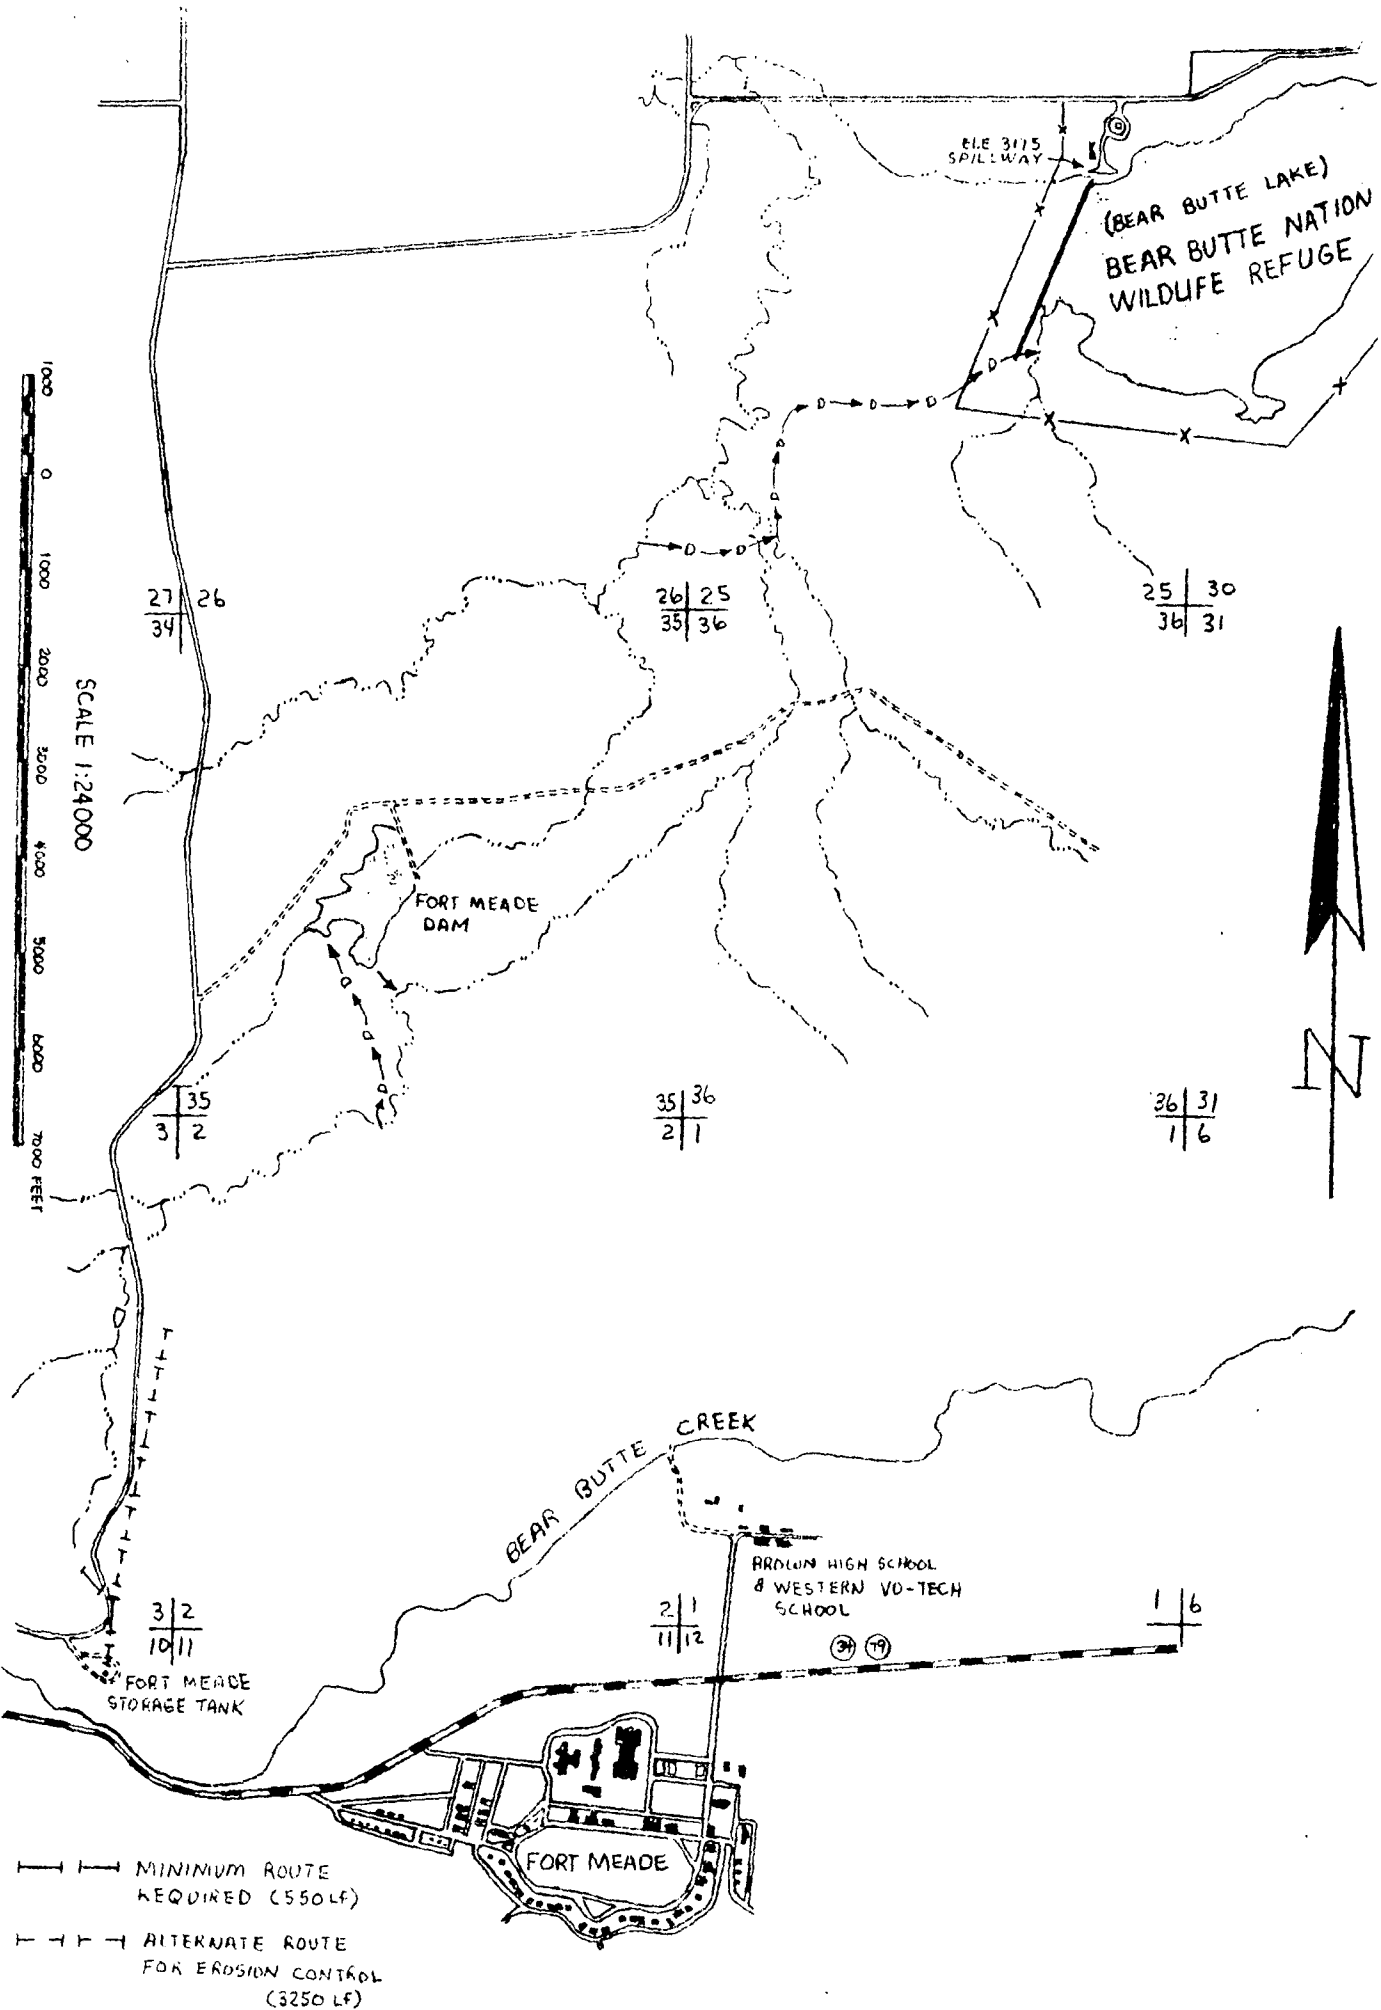 ELE 3175
SPILLWAY
(BEAR BUTTE LAKE)
BEAR BUTTE NATION
WILDLIFE REFUGE
1000
0
1000
2000
3000
4000
5000
6000
7000 FEET
SCALE 1:24000
27 26
34
26 25
35 36
25 30
36 31
FORT MEADE
DAM
N
35
3 2
35 36
2 1
36 31
1 6
BEAR BUTTE CREEK
BROWN HIGH SCHOOL
& WESTERN VO-TECH
SCHOOL
3 2
10 11
2 1
11 12
1 6
34 79
FORT MEADE
STORAGE TANK
FORT MEADE
MINIMUM ROUTE
REQUIRED (550 LF)
ALTERNATE ROUTE
FOR EROSION CONTROL
(3250 LF)